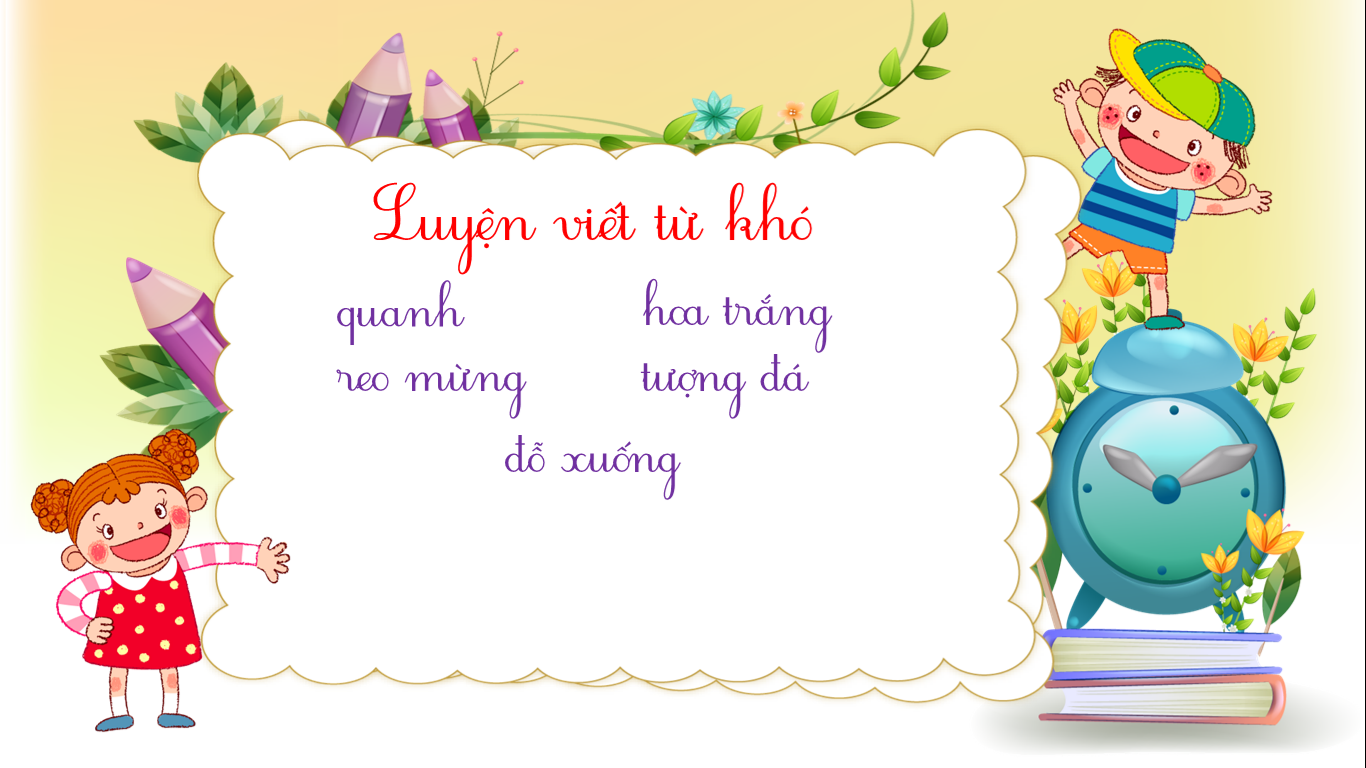 Luyện viết từ khó
quanh hoa trắng
reo mừng tượng đá
đỗ xuống